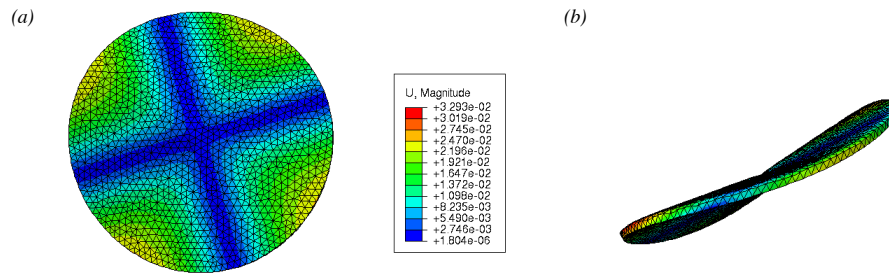 (a)
(b)
U, Magnitude
+3.293e-02
+3.019e-02
+2.745e-02
+2.470e-02
+2.196e-02
+1.921e-02
+1.647e-02
+1.372e-02
+1.098e-02
+8.235e-03
+5.490e-03
+2.746e-03
+1.804e-06